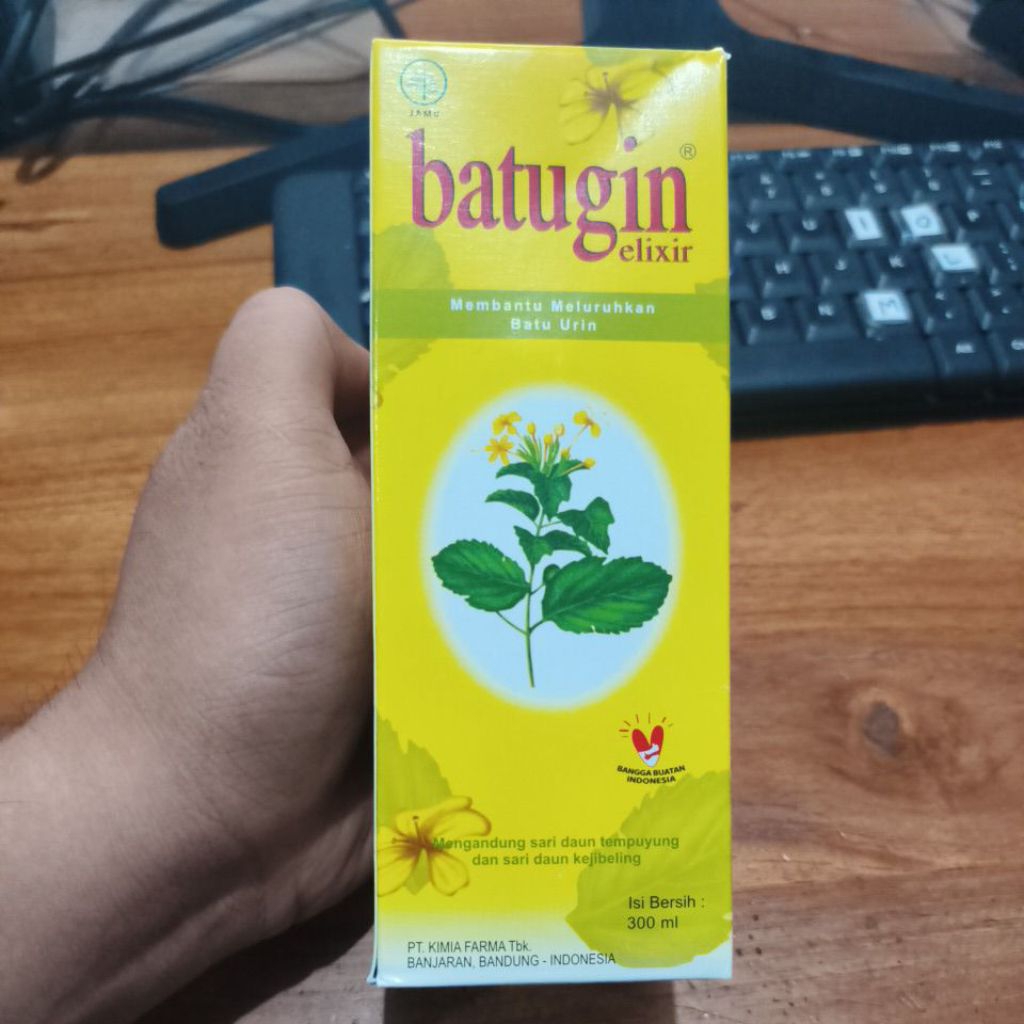 JAMU
batugin®
elixir
Membantu Meluruhkan
Batu Urin
BANGGA BUATAN
INDONESIA
Mengandung sari daun tempuyung
dan sari daun kejibeling
Isi Bersih :
300 ml
PT. KIMIA FARMA Tbk.
BANJARAN, BANDUNG - INDONESIA
I
O
L
M